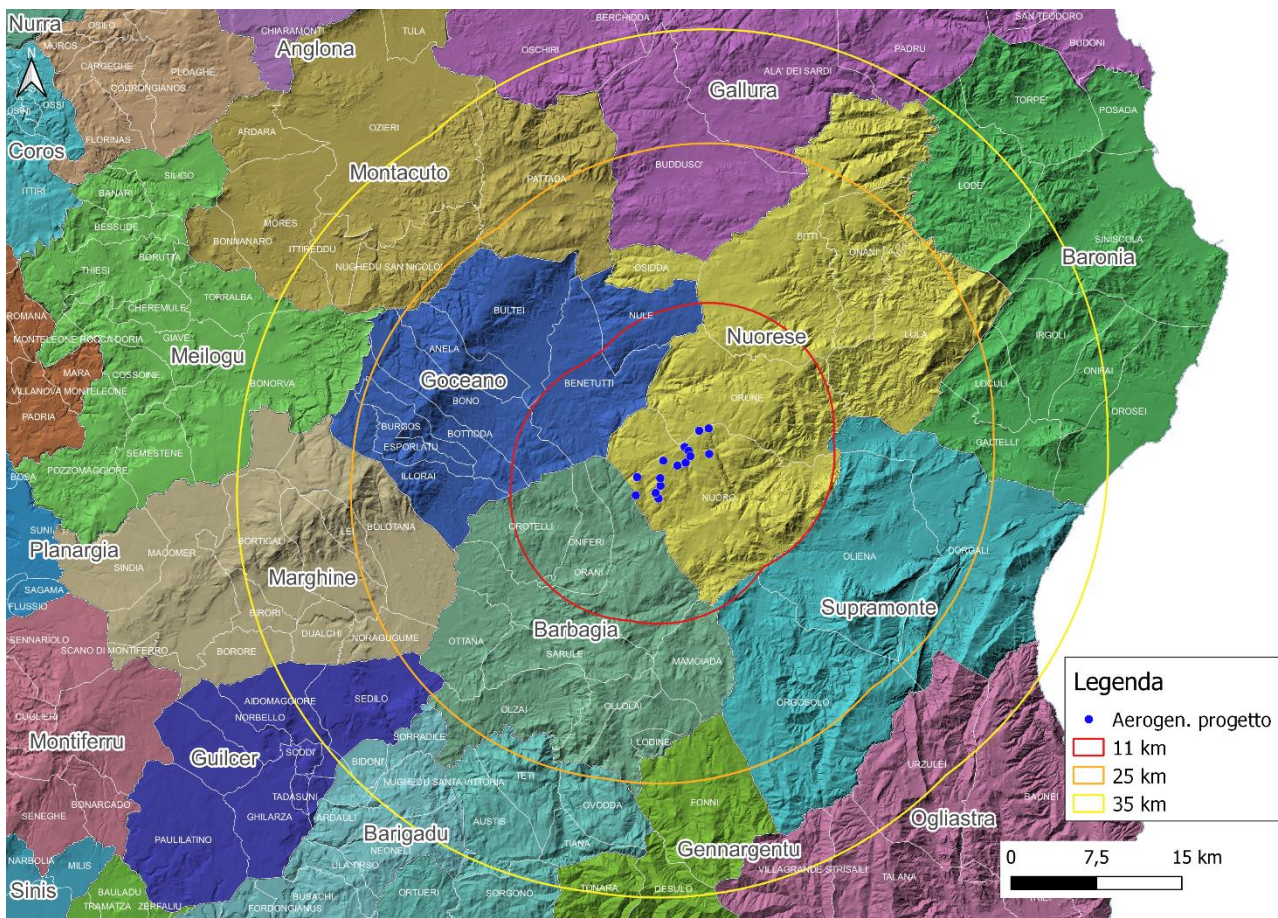 Nurra
OSILO
CHIARAMONTI
TULA
BERCHIDDA
SAN TEODORO
N
MUROS
Anglona
OSCHIRI
PADRU
BUDONI
CARGEGHE
PLOAGHE
CODRONGIANOS
ALA' DEI SARDI
OSSI
Gallura
TORPE'
POSADA
FLORINAS
ARDARA
OZIERI
Coros
BUDDUSO'
ITTIRI
SILIGO
Montacuto
PATTADA
LODE'
BANARI
BESSUDE
MORES
BONNANARO
ITTIREDDU
BITTI
ONANI'
SINISCOLA
BORUTTA
THIESI
NUGHEDU SAN NICOLO'
OSIDDA
Baronia
TORRALBA
CHEREMULE
BULTEI
NULE
ROMANA
MONTELEONE ROCCA DORIA
GIAVE
Nuorese
LULA
IRGOLI
Meilogu
ANELA
MARA
COSSOINE
Goceano
BENETUTTI
ONIFAI
VILLANOVA MONTELEONE
BONORVA
BONO
ORUNE
LOCULI
PADRIA
BURGOS
BOTTIDDA
OROSEI
ESPORLATU
GALTELLI'
SEMESTENE
POZZOMAGGIORE
ILLORAI
BOSA
NUORO
SUNI
LEI
BOLOTANA
OROTELLI
Planargia
MACOMER
BORTIGALI
ONIFERI
OLIENA
DORGALI
SINDIA
ORANI
SAGAMA
Marghine
FLUSSIO
BIRORI
Supramonte
DUALCHI
Barbagia
SENNARIOLO
NORAGUGUME
OTTANA
SCANO DI MONTIFERRO
BORORE
SARULE
MAMOIADA
AIDOMAGGIORE
SEDILO
ORGOSOLO
CUGLIERI
NORBELLO
OLZAI
OLLOLAI
Montiferru
SORRADILE
LODINE
Guilcer
SODDI'
BIDONI'
URZULEI
NUGHEDU SANTA VITTORIA
TETI
TADASUNI
BONARCADO
OVODDA
FONNI
BAUNEI
SENEGHE
GHILARZA
ARDAULI
AUSTIS
Ogliastra
PAULILATINO
Barigadu
TIANA
NEONELI
Gennargentu
NARBOLIA
MILIS
ULA TIRSO
VILLAGRANDE STRISAILI
TALANA
Sinis
BAULADU
BUSACHI
ORTUERI
SORGONO
TONARA
DESULO
TRAMATZA
ZERFALIU
FORDONGIANUS
Legenda
Aerogen. progetto
11 km
25 km
35 km
0 7,5 15 km